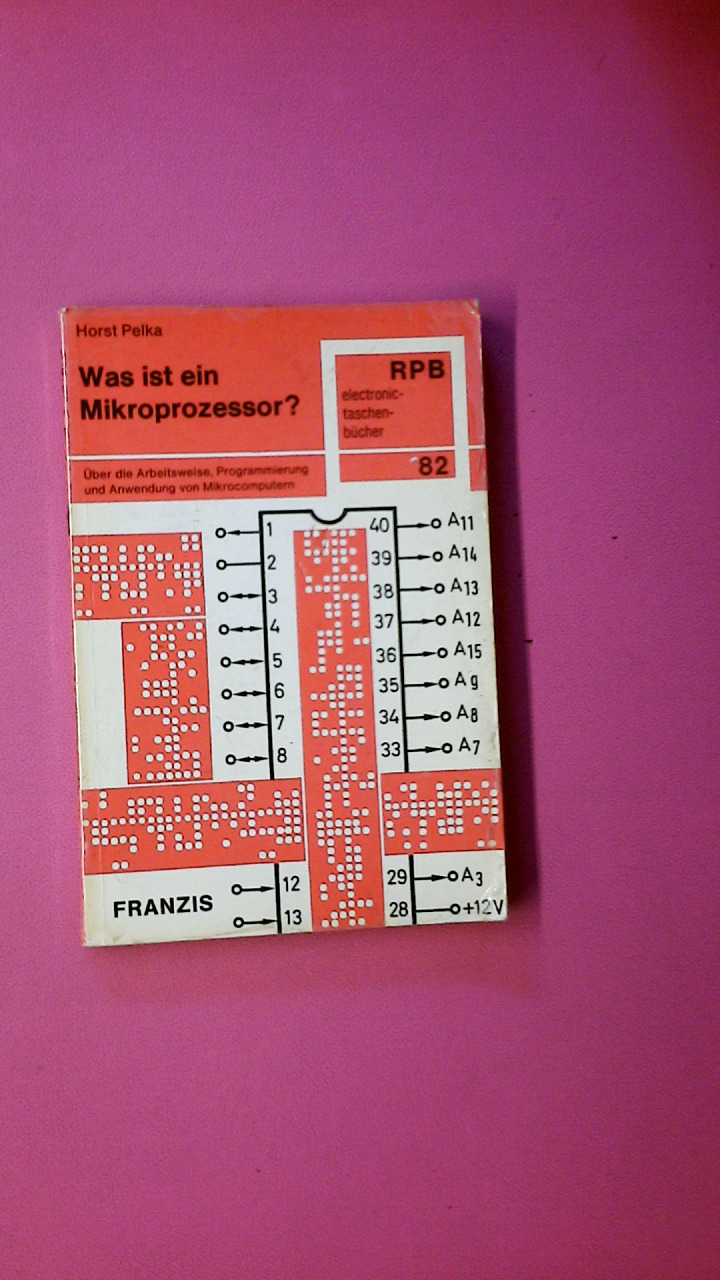 Horst Pelka
Was ist ein
Mikroprozessor?
RPB
electronic-
taschen-
bücher
82
Über die Arbeitsweise, Programmierung
und Anwendung von Mikrocomputern
1 40 A11
2 39 A14
3 38 A13
4 37 A12
5 36 A15
6 35 A9
7 34 A8
8 33 A7
12 29 A3
13 28 +12V
FRANZIS